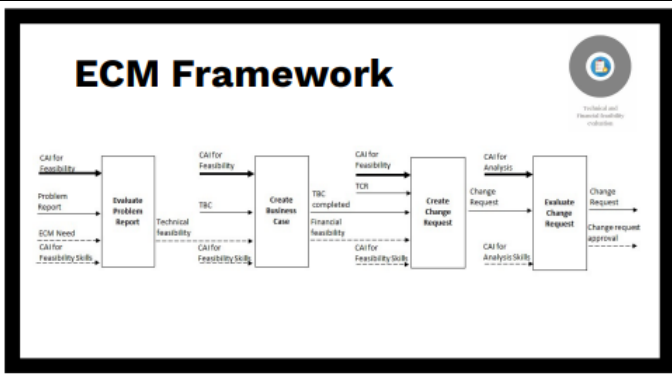 ECM Framework
Technical and
Financial feasibility
evaluation
CAI for
Feasibility
Problem
Report
ECM Need
CAI for
Feasibility Skills
Evaluate
Problem
Report
Technical
feasibility
CAI for
Feasibility
TBC
CAI for
Feasibility Skills
Create
Business
Case
TBC
completed
Financial
feasibility
CAI for
Feasibility
TCR
CAI for
Feasibility Skills
Create
Change
Request
Change
Request
CAI for
Analysis
CAI for
Analysis Skills
Evaluate
Change
Request
Change
Request
Change request
approval